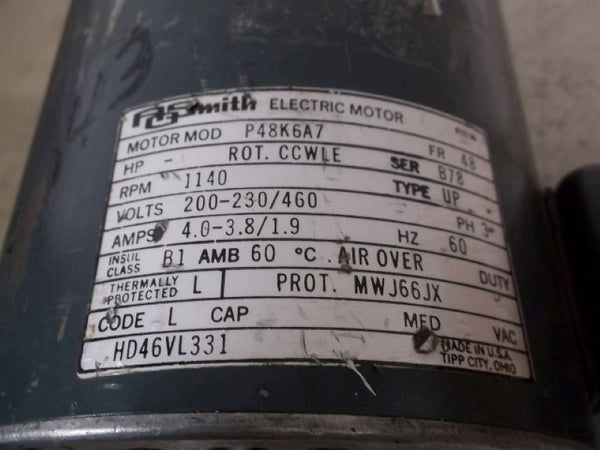 AOSmith ELECTRIC MOTOR
MOTOR MOD P48K6A7 FR 48
HP - ROT. CCWLE SER B78
RPM 1140 TYPE UP
VOLTS 200-230/460 PH 3
AMPS 4.0-3.8/1.9 HZ 60
INSUL CLASS B1 AMB 60 °C AIR OVER DUTY
THERMALLY PROTECTED L PROT. MWJ66JX
CODE L CAP MFD VAC
HD46VL331 MADE IN U.S.A.
TIPP CITY, OHIO